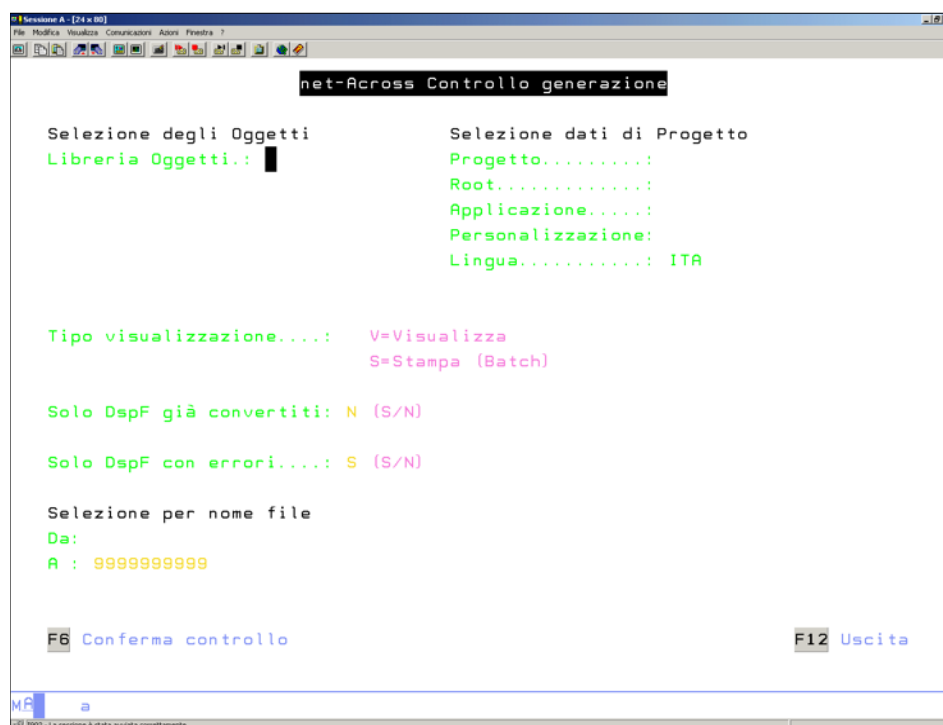 Sessione A - [24 x 80]
File Modifica Visualizza Comunicazioni Azioni Finestra ?
net-Across Controllo generazione
Selezione degli Oggetti Selezione dati di Progetto
Libreria Oggetti.: Progetto.........:
Root.............:
Applicazione.....:
Personalizzazione:
Lingua...........: ITA
Tipo visualizzazione....: V=Visualizza
S=Stampa (Batch)
Solo DspF già convertiti: N (S/N)
Solo DspF con errori....: S (S/N)
Selezione per nome file
Da:
A : 9999999999
F6 Conferma controllo F12 Uscita
MA a